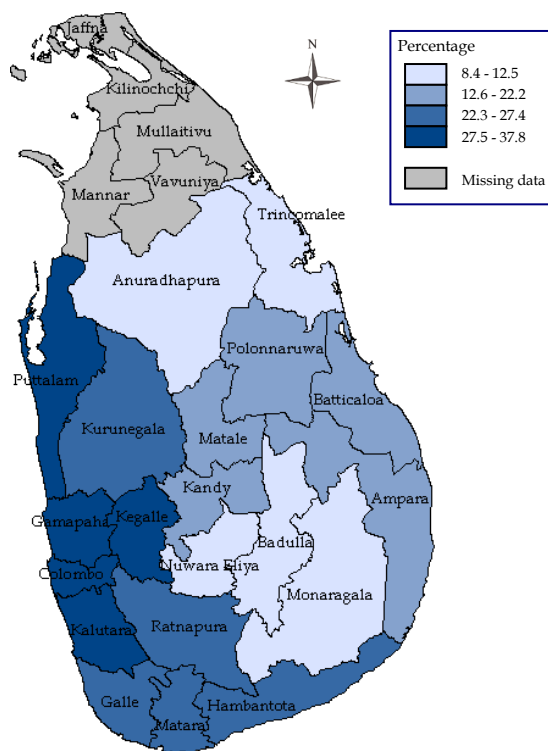 Jaffna
N
Percentage
8.4 - 12.5
12.6 - 22.2
22.3 - 27.4
27.5 - 37.8
Missing data
Kilinochchi
Mullaitivu
Vavuniya
Mannar
Trincomalee
Anuradhapura
Polonnaruwa
Puttalam
Batticaloa
Kurunegala
Matale
Kandy
Ampara
Gamapaha
Kegalle
Badulla
Nuwara Eliya
Colombo
Monaragala
Kalutara
Ratnapura
Galle
Hambantota
Matara